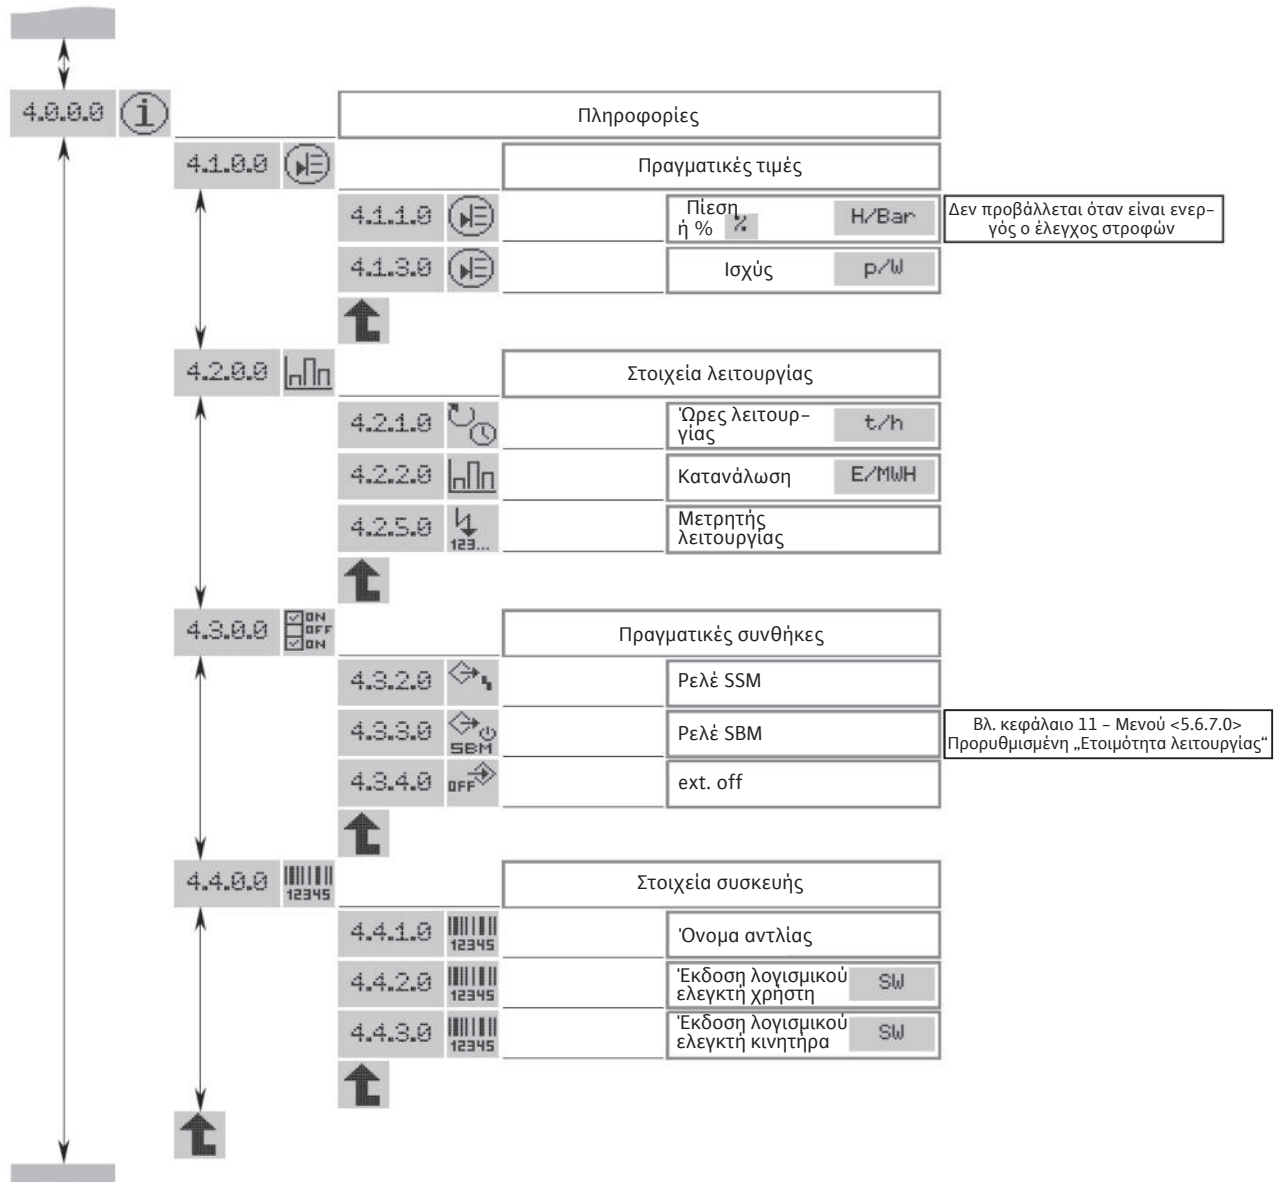 4.0.0.0 i Πληροφορίες
4.1.0.0 Πραγματικές τιμές
4.1.1.0 Πίεση H/Bar
ή % %
Δεν προβάλλεται όταν είναι ενερ–
γός ο έλεγχος στροφών
4.1.3.0 Ισχύς p/W
4.2.0.0 Στοιχεία λειτουργίας
4.2.1.0 Ώρες λειτουρ–
γίας t/h
4.2.2.0 Κατανάλωση E/MWH
4.2.5.0 123... Μετρητής
λειτουργίας
4.3.0.0 Πραγματικές συνθήκες
ON
OFF
ON
4.3.2.0 Ρελέ SSM
4.3.3.0 SBM Ρελέ SBM
Βλ. κεφάλαιο 11 – Μενού <5.6.7.0>
Προρυθμισμένη „Ετοιμότητα λειτουργίας“
4.3.4.0 OFF ext. off
4.4.0.0 12345 Στοιχεία συσκευής
4.4.1.0 12345 Όνομα αντλίας
4.4.2.0 12345 Έκδοση λογισμικού SW
ελεγκτή χρήστη
4.4.3.0 12345 Έκδοση λογισμικού SW
ελεγκτή κινητήρα